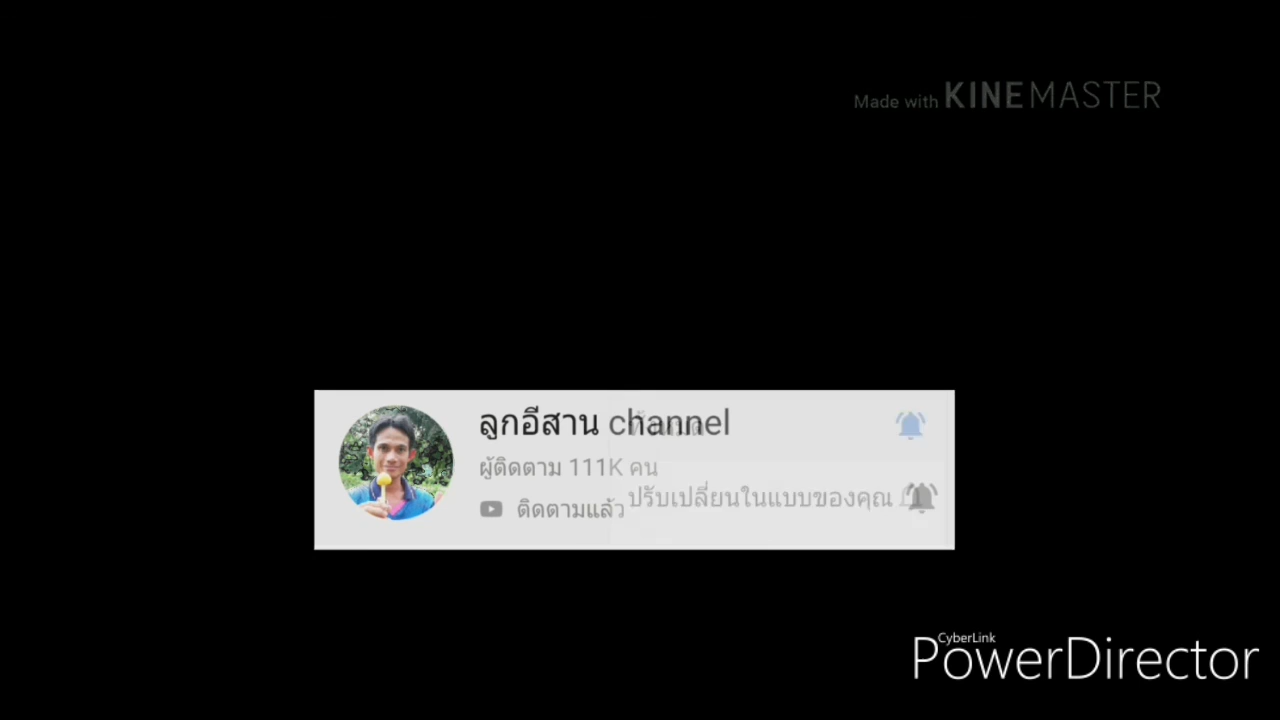 Made with KINEMASTER
ลูกอีสาน channel
ผู้ติดตาม 111K คน
ติดตามแล้ว
ปรับเปลี่ยนในแบบของคุณ
CyberLink
PowerDirector